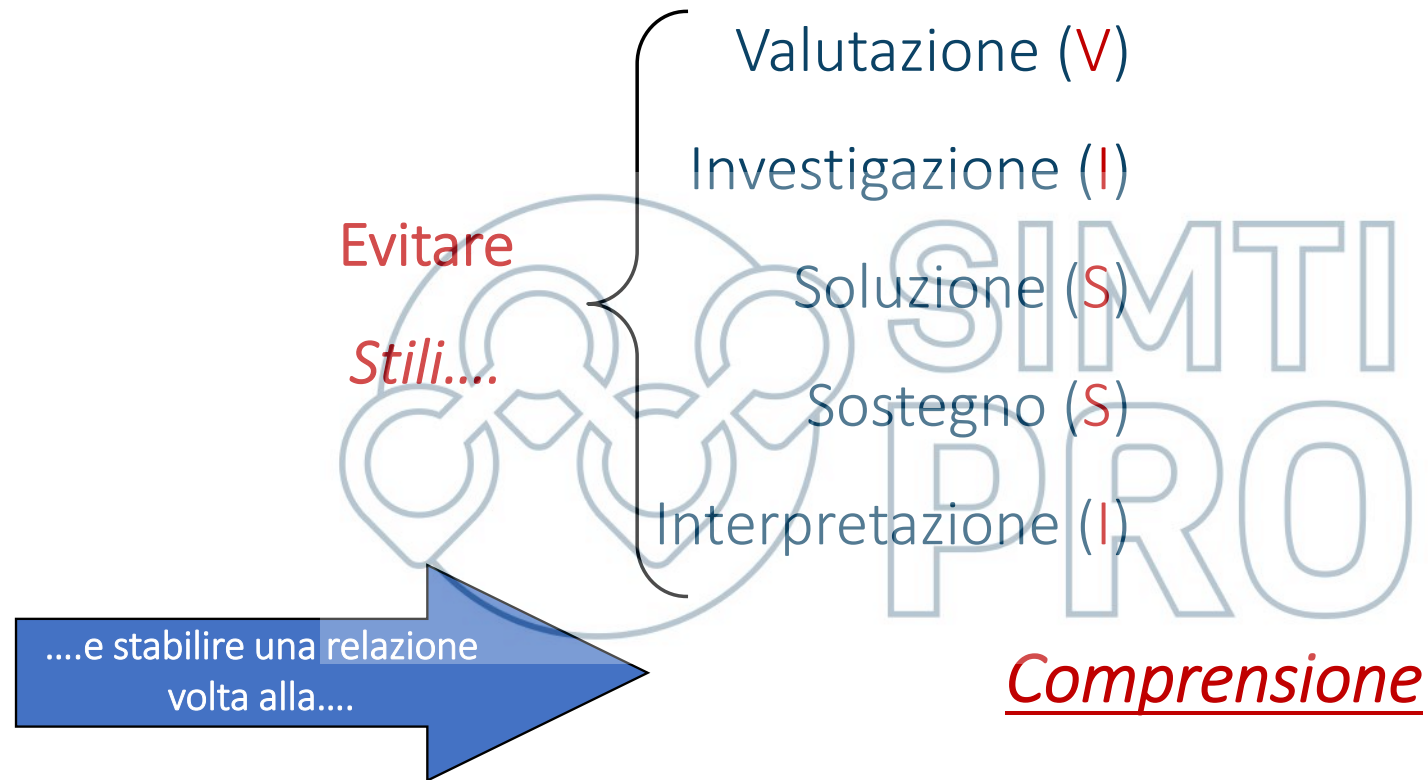 Valutazione (V)
Investigazione (I)
Evitare
Soluzione (S)
Stili....
Sostegno (S)
Interpretazione (I)
....e stabilire una relazione
volta alla....
Comprensione
SIMTI
PRO